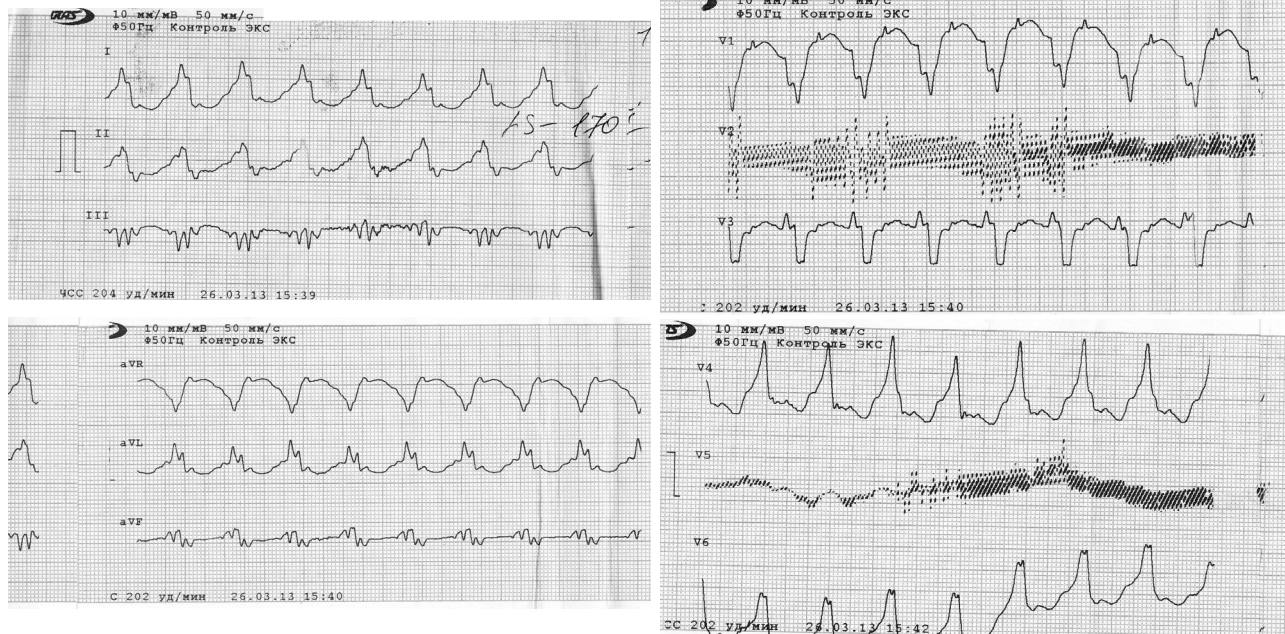 10 мм/мВ 50 мм/с
Ф50Гц Контроль ЭКС
I
II
III
ЧСС 204 уд/мин 26.03.13 15:39
10 мм/мВ 50 мм/с
Ф50Гц Контроль ЭКС
V1
V2
V3
: 202 уд/мин 26.03.13 15:40
10 мм/мВ 50 мм/с
Ф50Гц Контроль ЭКС
aVR
aVL
aVF
С 202 уд/мин 26.03.13 15:40
10 мм/мВ 50 мм/с
Ф50Гц Контроль ЭКС
V4
V5
V6
СС 202 уд/мин 26.03.13 15:42